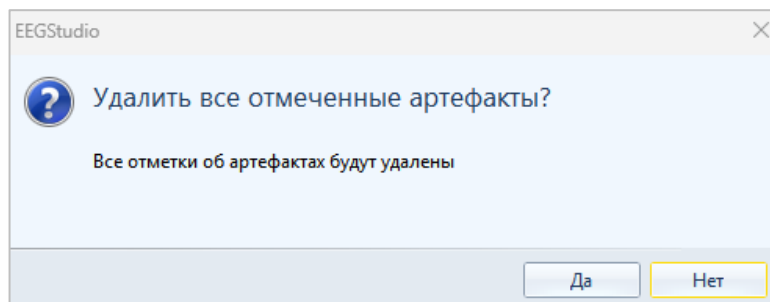 EEGStudio
Удалить все отмеченные артефакты?
Все отметки об артефактах будут удалены
Да
Нет